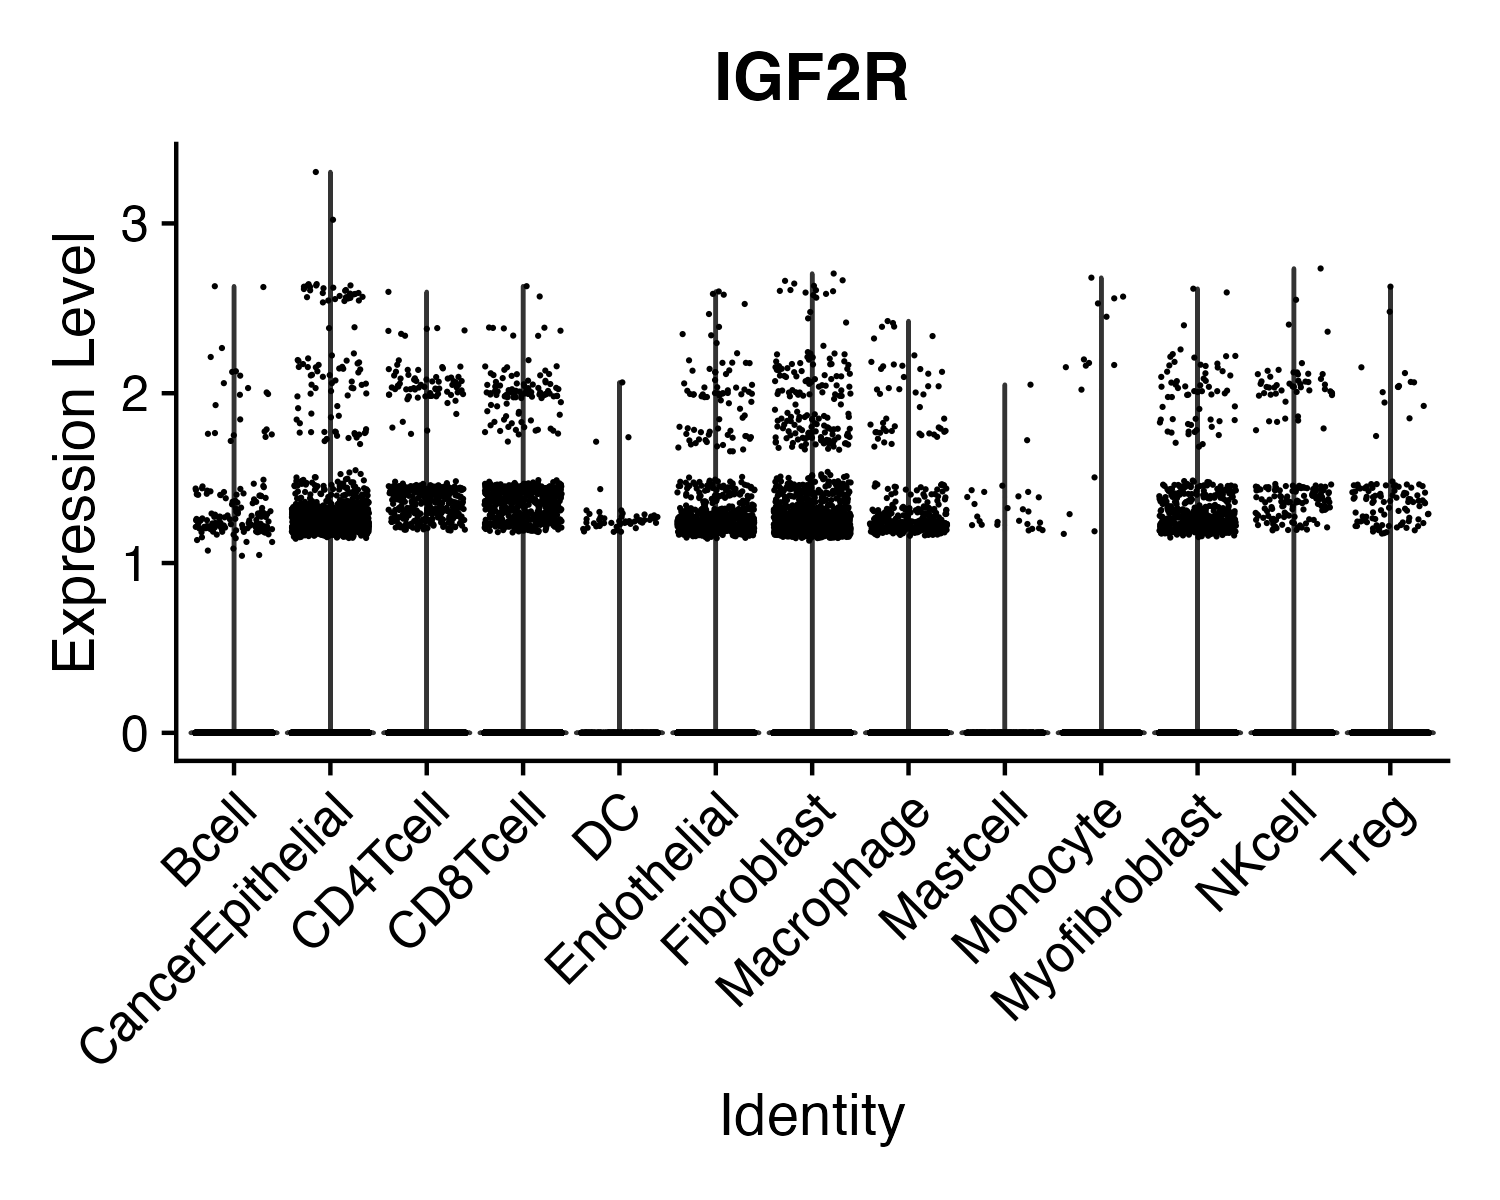 IGF2R
Expression Level
3
2
1
0
Bcell
CancerEpithelial
CD4Tcell
CD8Tcell
DC
Endothelial
Fibroblast
Macrophage
Mastcell
Monocyte
Myofibroblast
NKcell
Treg
Identity